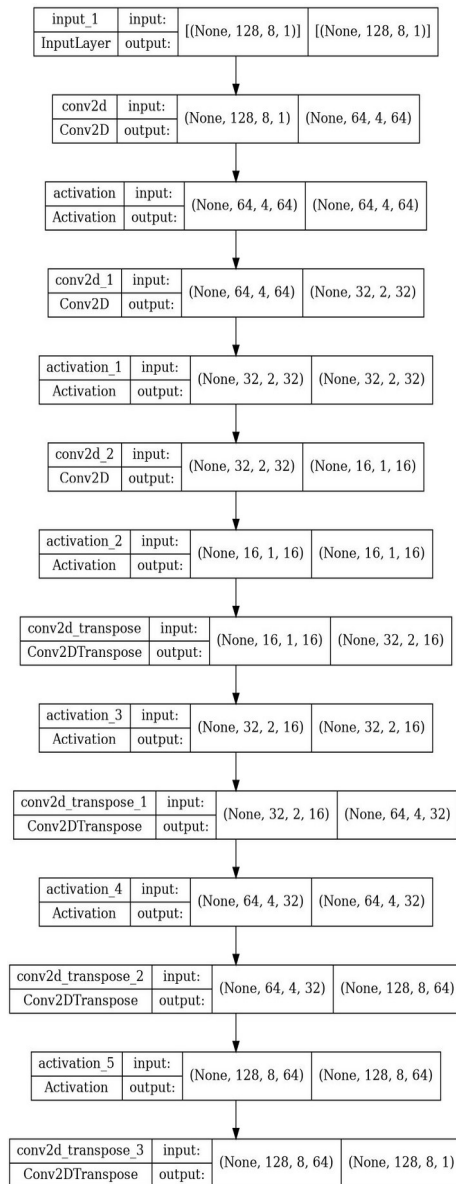 input_1 input: [(None, 128, 8, 1)] [(None, 128, 8, 1)]
InputLayer output:
conv2d input: (None, 128, 8, 1) (None, 64, 4, 64)
Conv2D output:
activation input: (None, 64, 4, 64) (None, 64, 4, 64)
Activation output:
conv2d_1 input: (None, 64, 4, 64) (None, 32, 2, 32)
Conv2D output:
activation_1 input: (None, 32, 2, 32) (None, 32, 2, 32)
Activation output:
conv2d_2 input: (None, 32, 2, 32) (None, 16, 1, 16)
Conv2D output:
activation_2 input: (None, 16, 1, 16) (None, 16, 1, 16)
Activation output:
conv2d_transpose input: (None, 16, 1, 16) (None, 32, 2, 16)
Conv2DTranspose output:
activation_3 input: (None, 32, 2, 16) (None, 32, 2, 16)
Activation output:
conv2d_transpose_1 input: (None, 32, 2, 16) (None, 64, 4, 32)
Conv2DTranspose output:
activation_4 input: (None, 64, 4, 32) (None, 64, 4, 32)
Activation output:
conv2d_transpose_2 input: (None, 64, 4, 32) (None, 128, 8, 64)
Conv2DTranspose output:
activation_5 input: (None, 128, 8, 64) (None, 128, 8, 64)
Activation output:
conv2d_transpose_3 input: (None, 128, 8, 64) (None, 128, 8, 1)
Conv2DTranspose output: